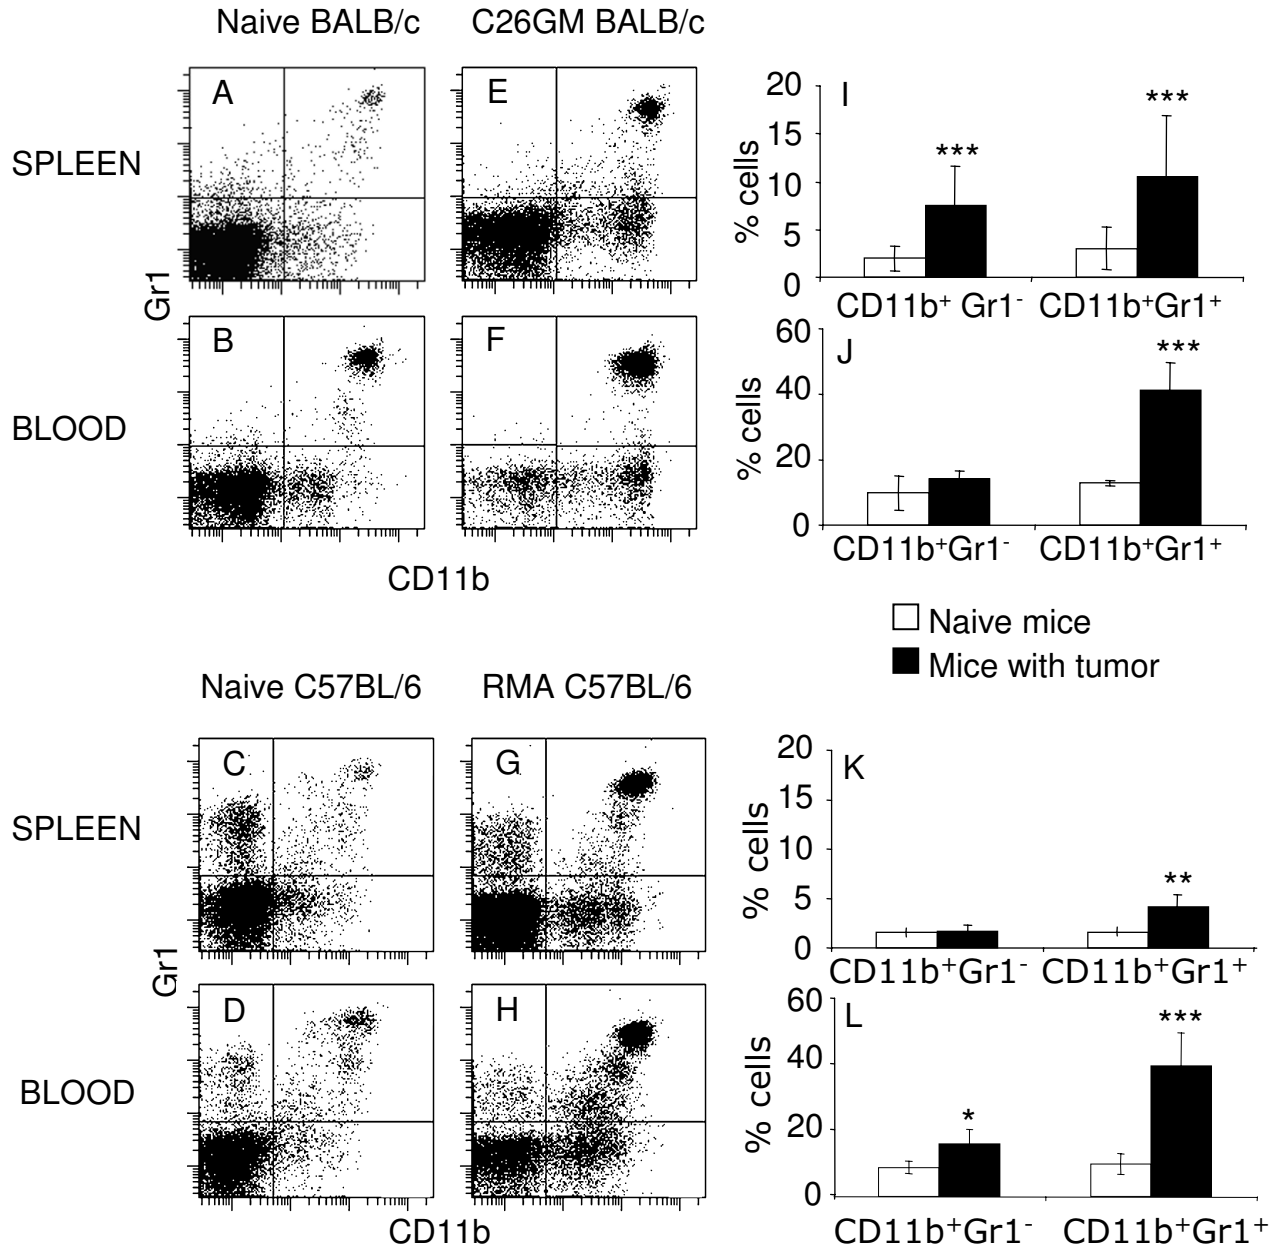 Naive BALB/c C26GM BALB/c
SPLEEN
A
E
Gr1
BLOOD
B
F
CD11b
I
20
15
10
5
0
% cells
***
***
CD11b⁺ Gr1⁻ CD11b⁺Gr1⁺
J
60
40
20
0
% cells
***
CD11b⁺Gr1⁻ CD11b⁺Gr1⁺
Naive mice
Mice with tumor
Naive C57BL/6 RMA C57BL/6
SPLEEN
C
G
Gr1
BLOOD
D
H
CD11b
K
20
15
10
5
0
% cells
**
CD11b⁺Gr1⁻ CD11b⁺Gr1⁺
L
60
40
20
0
% cells
*
***
CD11b⁺Gr1⁻ CD11b⁺Gr1⁺